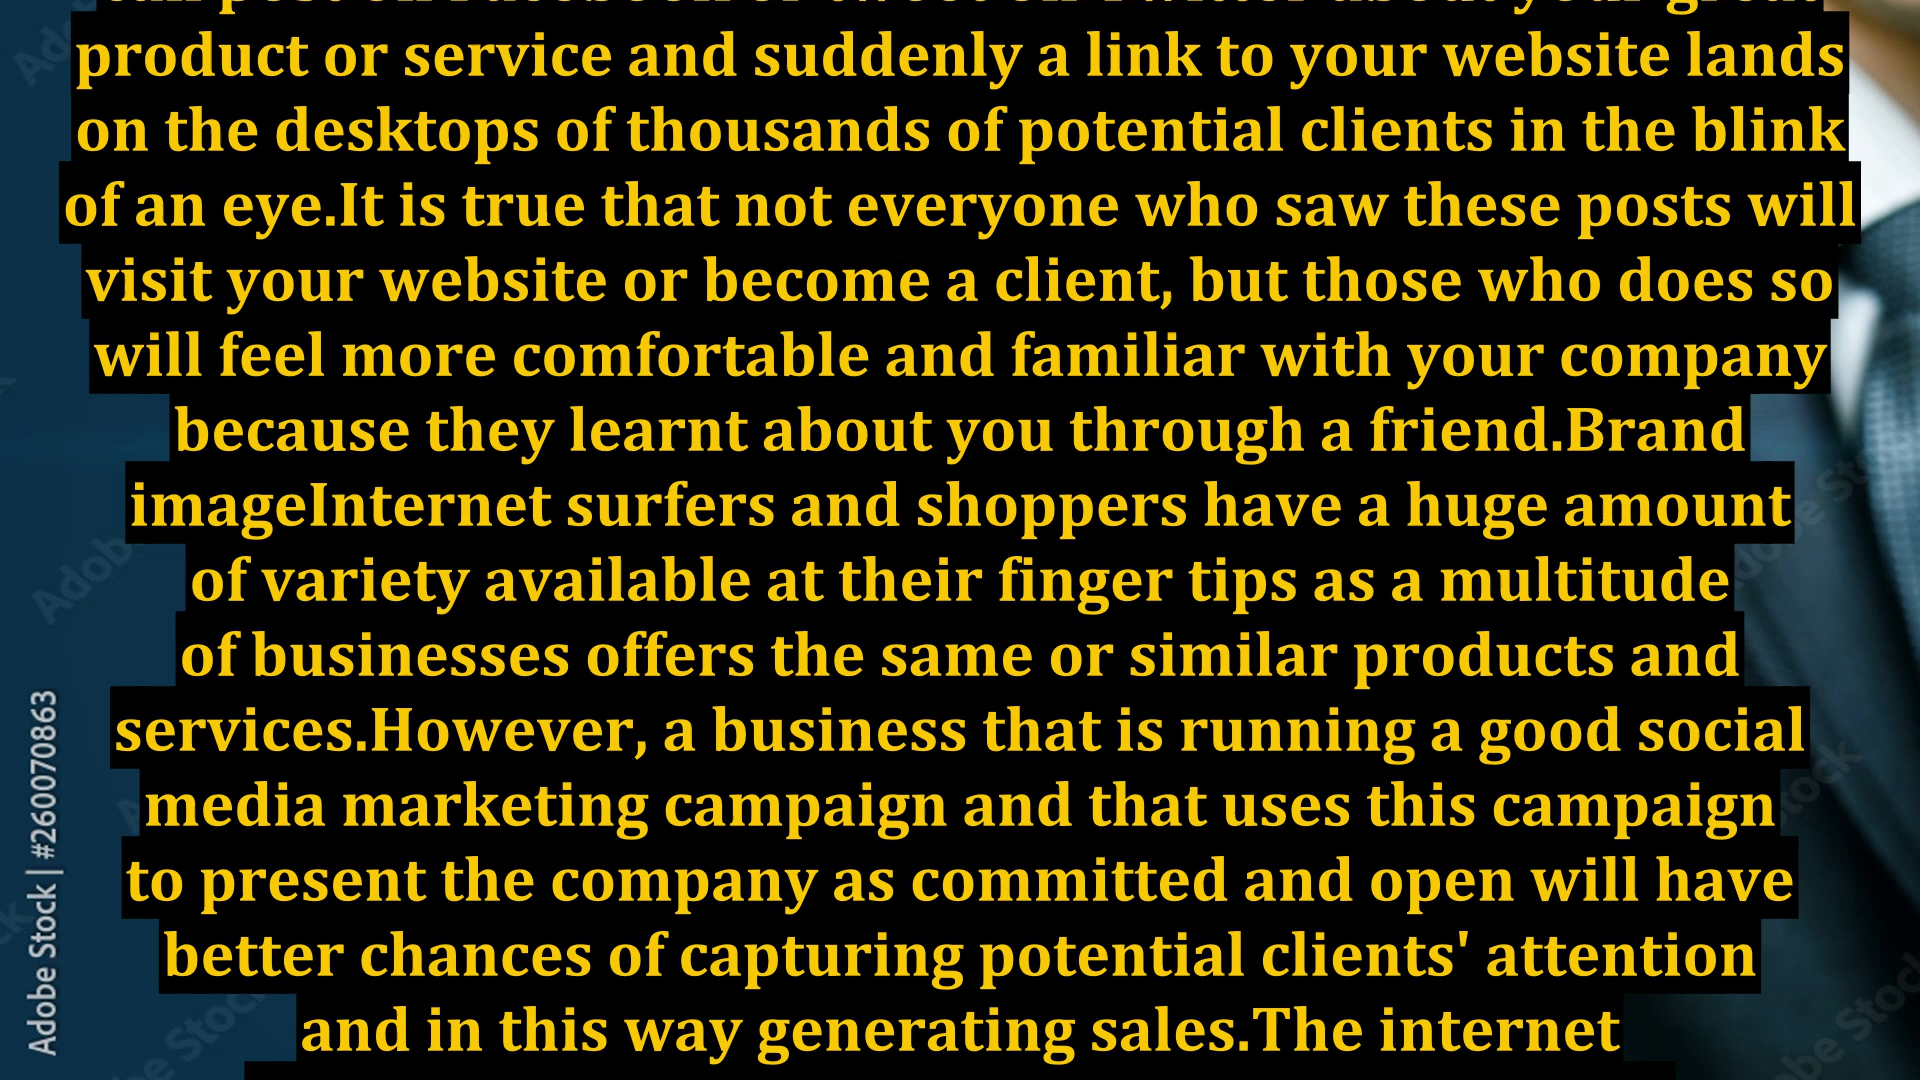 product or service and suddenly a link to your website lands
on the desktops of thousands of potential clients in the blink
of an eye.It is true that not everyone who saw these posts will
visit your website or become a client, but those who does so
will feel more comfortable and familiar with your company
because they learnt about you through a friend.Brand
imageInternet surfers and shoppers have a huge amount
of variety available at their finger tips as a multitude
of businesses offers the same or similar products and
services.However, a business that is running a good social
media marketing campaign and that uses this campaign
to present the company as committed and open will have
better chances of capturing potential clients' attention
and in this way generating sales.The internet
Adobe Stock | #260070863